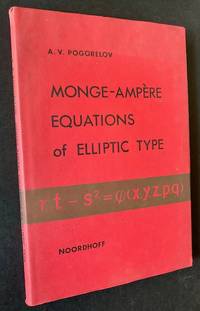 A. V. POGORELOV
MONGE-AMPÈRE
EQUATIONS
of ELLIPTIC TYPE
rt-s²=φ(x,y,z,p,q)
NOORDHOFF